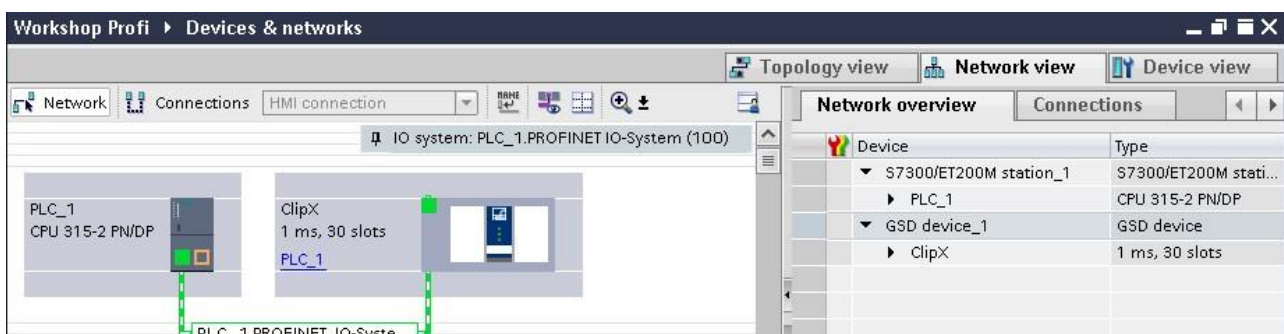 Workshop Profi ▸ Devices & networks
Topology view Network view Device view
Network Connections HMI connection
Network overview Connections
IO system: PLC_1.PROFINET IO-System (100)
Device Type
S7300/ET200M station_1 S7300/ET200M stati...
PLC_1 CPU 315-2 PN/DP
GSD device_1 GSD device
ClipX 1 ms, 30 slots
PLC_1
CPU 315-2 PN/DP
ClipX
1 ms, 30 slots
PLC_1
PLC_1.PROFINET IO-Syste...